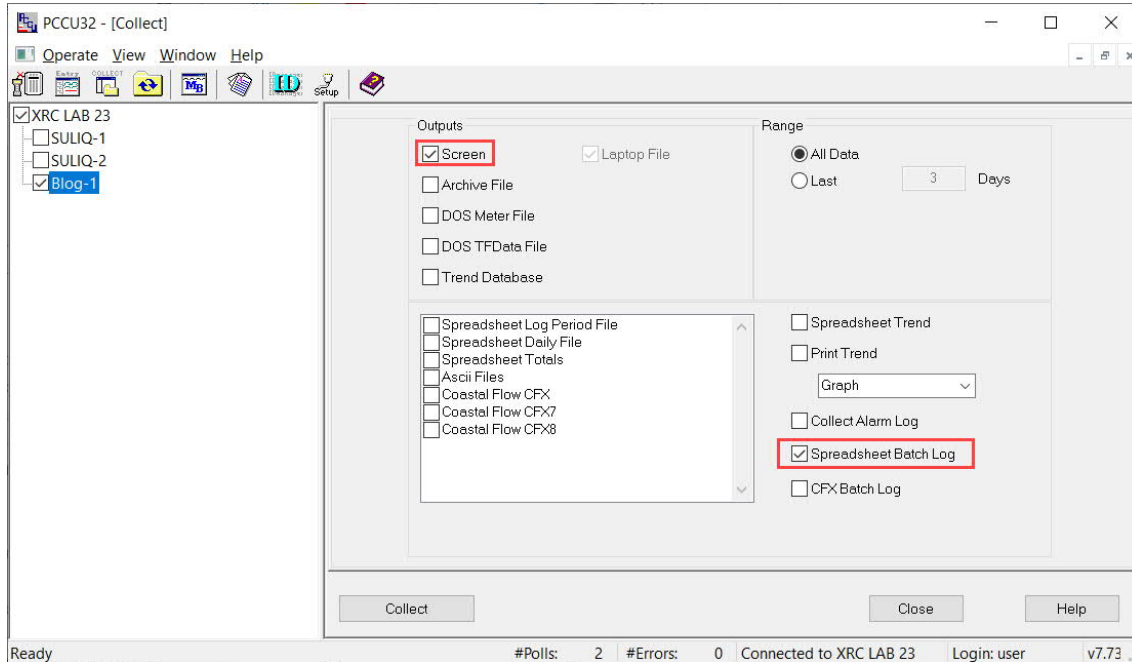 PCCU32 - [Collect]
Operate View Window Help
Entry COLLECT MB ID Manager Setup
XRC LAB 23
SULIQ-1
SULIQ-2
Blog-1
Outputs
Screen Laptop File
Archive File
DOS Meter File
DOS TFData File
Trend Database
Range
All Data
Last 3 Days
Spreadsheet Log Period File
Spreadsheet Daily File
Spreadsheet Totals
Ascii Files
Coastal Flow CFX
Coastal Flow CFX7
Coastal Flow CFX8
Spreadsheet Trend
Print Trend
Graph
Collect Alarm Log
Spreadsheet Batch Log
CFX Batch Log
Collect Close Help
Ready #Polls: 2 #Errors: 0 Connected to XRC LAB 23 Login: user v7.73